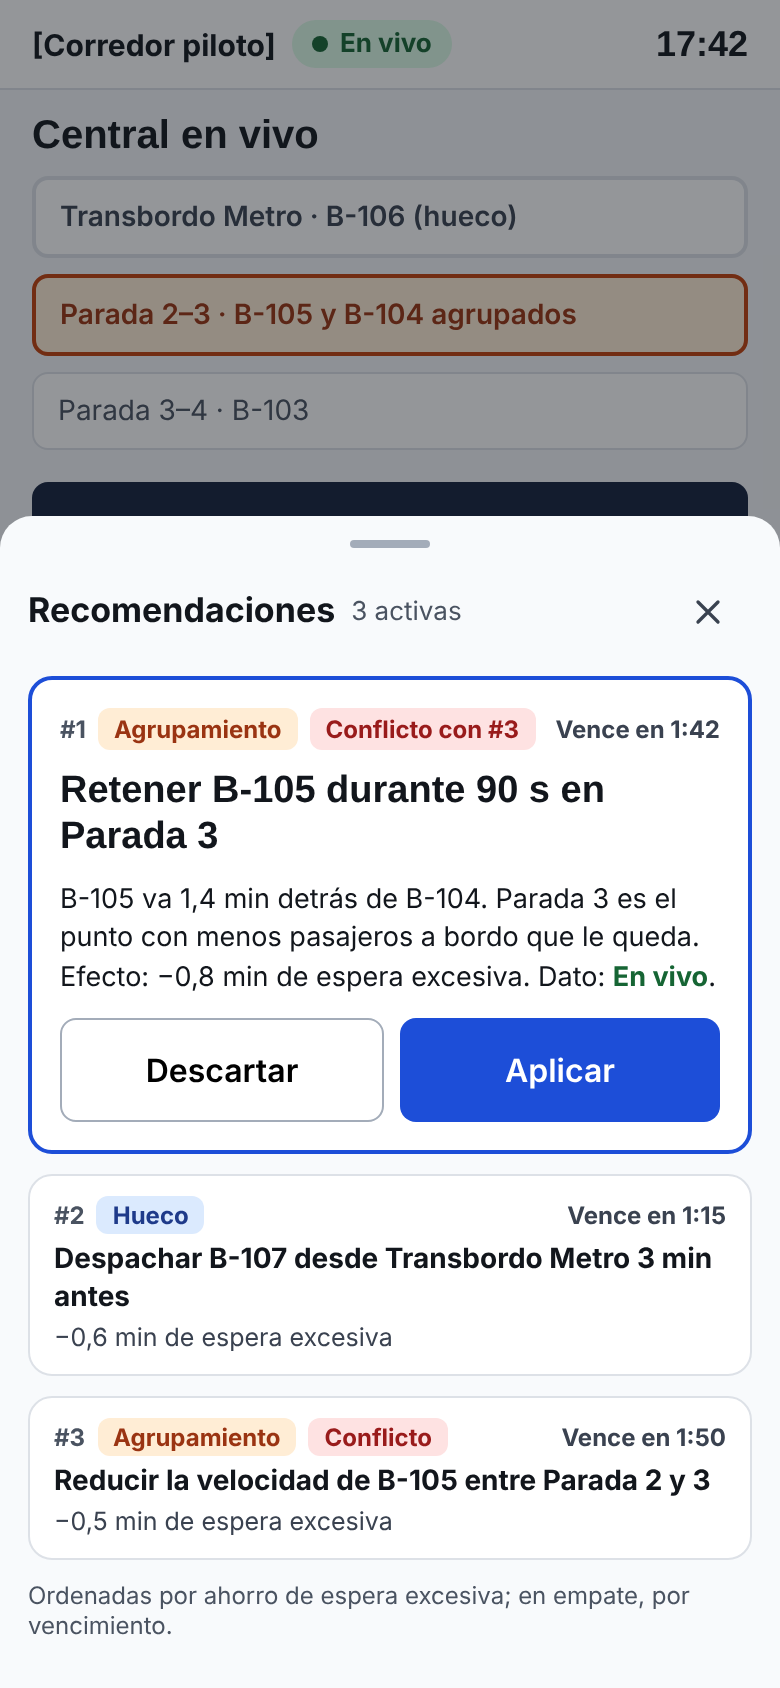 [Corredor piloto] En vivo 17:42
Central en vivo
Transbordo Metro · B-106 (hueco)
Parada 2–3 · B-105 y B-104 agrupados
Parada 3–4 · B-103
Recomendaciones 3 activas
#1 Agrupamiento Conflicto con #3 Vence en 1:42
Retener B-105 durante 90 s en
Parada 3
B-105 va 1,4 min detrás de B-104. Parada 3 es el
punto con menos pasajeros a bordo que le queda.
Efecto: −0,8 min de espera excesiva. Dato: En vivo.
Descartar Aplicar
#2 Hueco Vence en 1:15
Despachar B-107 desde Transbordo Metro 3 min
antes
−0,6 min de espera excesiva
#3 Agrupamiento Conflicto Vence en 1:50
Reducir la velocidad de B-105 entre Parada 2 y 3
−0,5 min de espera excesiva
Ordenadas por ahorro de espera excesiva; en empate, por
vencimiento.